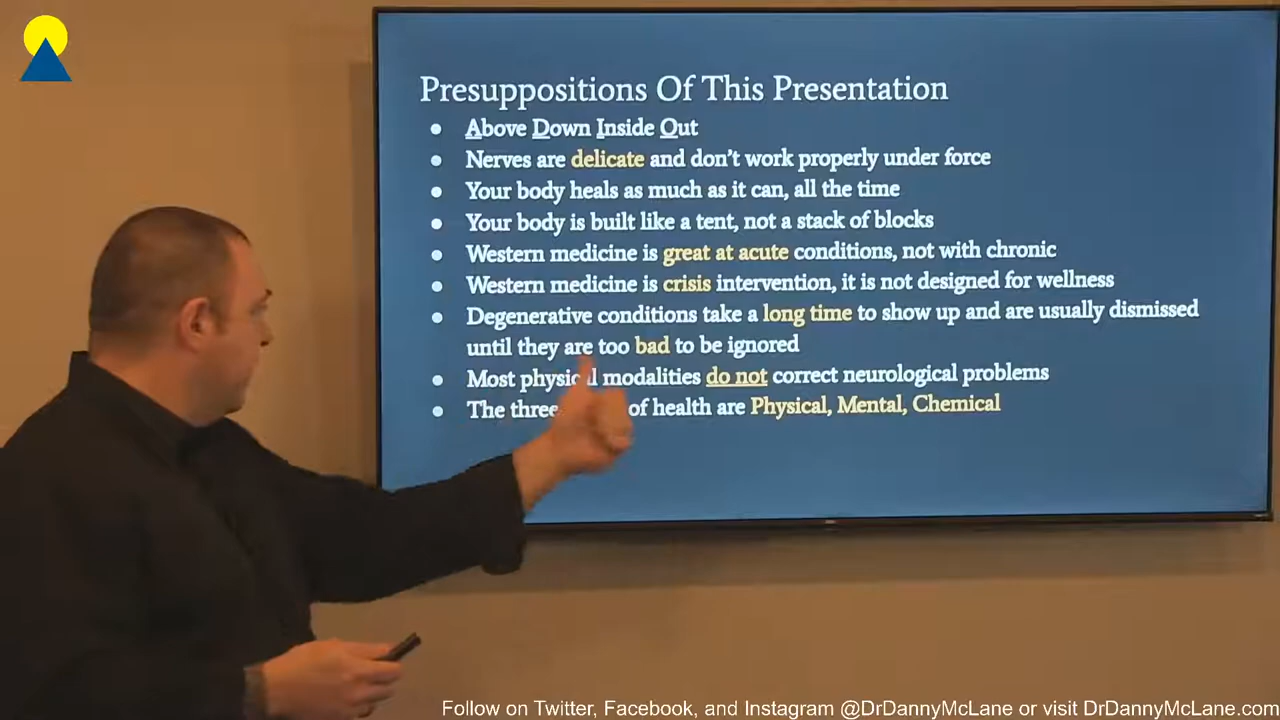 Presuppositions Of This Presentation
● Above Down Inside Out
● Nerves are delicate and don't work properly under force
● Your body heals as much as it can, all the time
● Your body is built like a tent, not a stack of blocks
● Western medicine is great at acute conditions, not with chronic
● Western medicine is crisis intervention, it is not designed for wellness
● Degenerative conditions take a long time to show up and are usually dismissed
until they are too bad to be ignored
● Most physical modalities do not correct neurological problems
● The three of health are Physical, Mental, Chemical
Follow on Twitter, Facebook, and Instagram @DrDannyMcLane or visit DrDannyMcLane.com